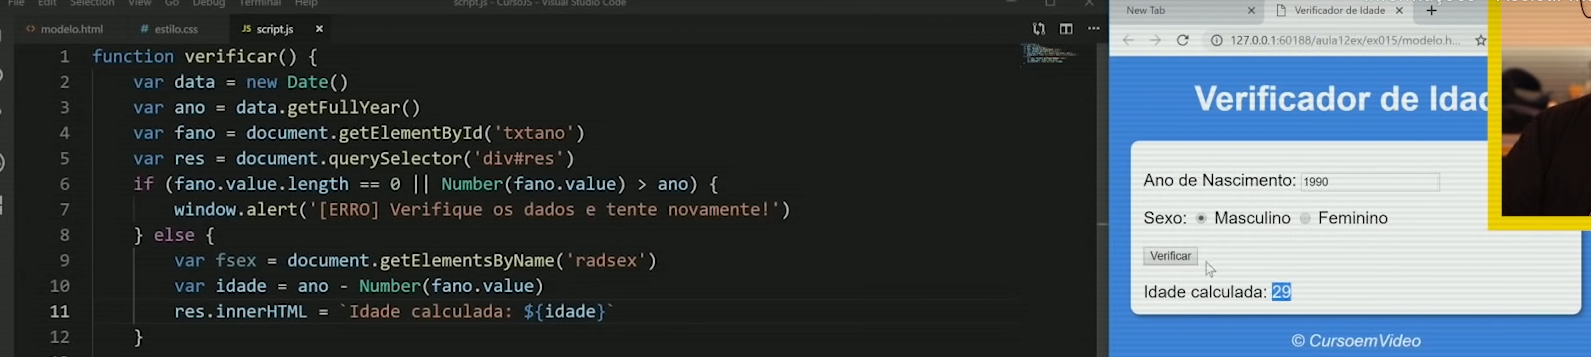 File Edit Selection View Go Debug Terminal Help
script.js - CursoJS - Visual Studio Code
modelo.html estilo.css JS script.js
1 function verificar() {
2 var data = new Date()
3 var ano = data.getFullYear()
4 var fano = document.getElementById('txtano')
5 var res = document.querySelector('div#res')
6 if (fano.value.length == 0 || Number(fano.value) > ano) {
7 window.alert('[ERRO] Verifique os dados e tente novamente!')
8 } else {
9 var fsex = document.getElementsByName('radsex')
10 var idade = ano - Number(fano.value)
11 res.innerHTML = `Idade calculada: ${idade}`
12 }
New Tab
Verificador de Idade
127.0.0.1:60188/aula12ex/ex015/modelo.h...
Verificador de Idad
Ano de Nascimento: 1990
Sexo: Masculino Feminino
Verificar
Idade calculada: 29
© CursoemVideo